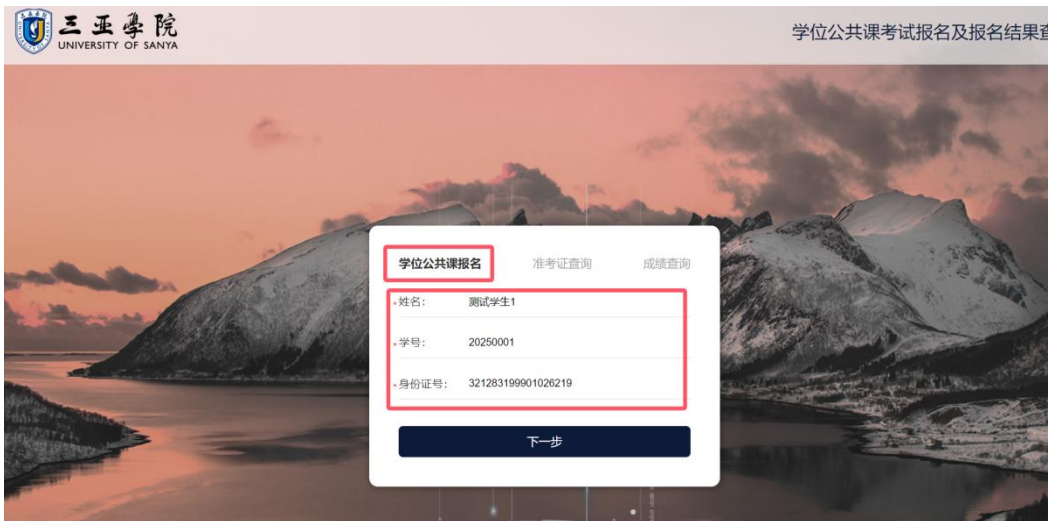 三亞學院
UNIVERSITY OF SANYA
学位公共课考试报名及报名结果查
学位公共课报名 准考证查询 成绩查询
*姓名: 测试学生1
*学号: 20250001
*身份证号: 321283199901026219
下一步